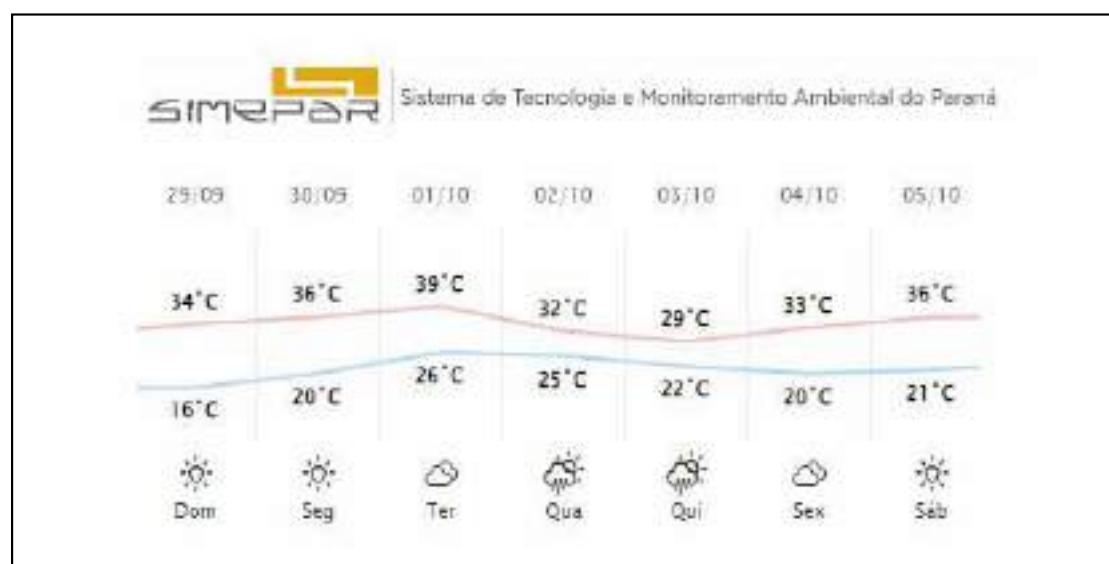 SIMEPAR
Sistema de Tecnologia e Monitoramento Ambiental do Paraná
29/09 30/09 01/10 02/10 03/10 04/10 05/10
34°C 36°C 39°C 32°C 29°C 33°C 36°C
16°C 20°C 26°C 25°C 22°C 20°C 21°C
Dom Seg Ter Qua Qui Sex Sáb